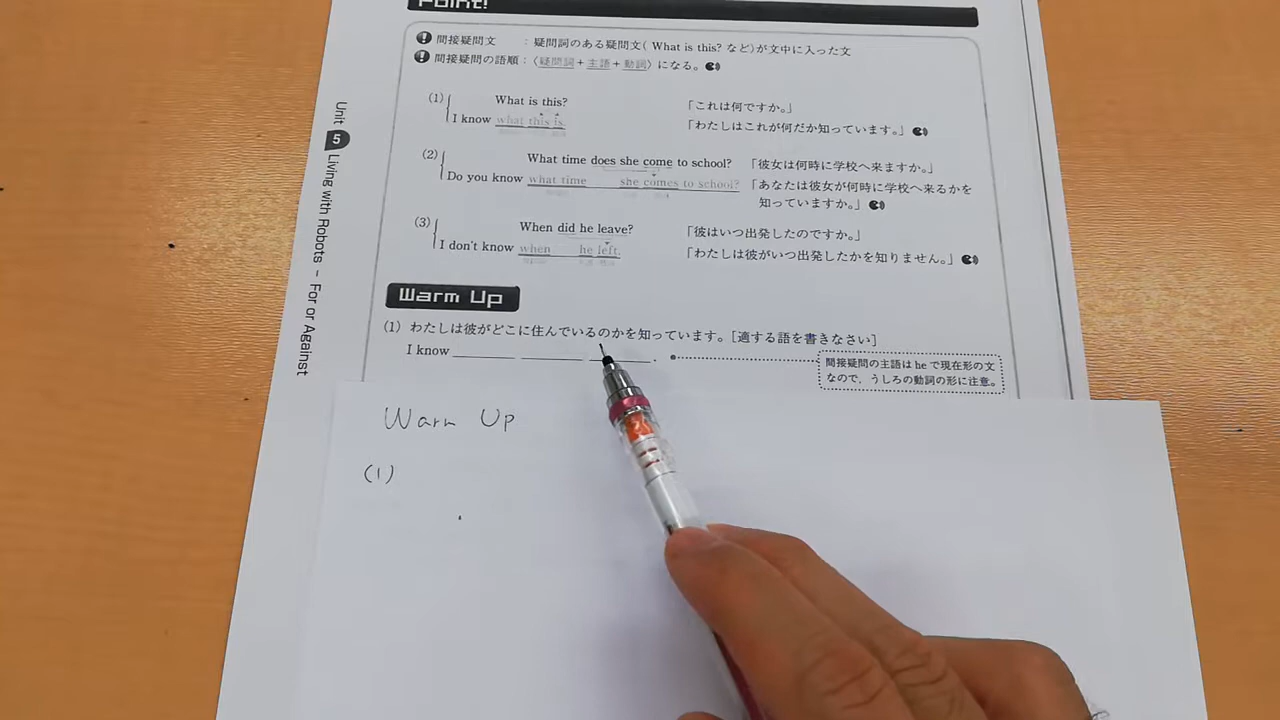 Point!
間接疑問文 : 疑問詞のある疑問文( What is this? など)が文中に入った文
間接疑問の語順:〈疑問詞+主語+動詞〉になる。
(1) What is this? 「これは何ですか。」
I know what this is. 「わたしはこれが何だか知っています。」
(2) What time does she come to school? 「彼女は何時に学校へ来ますか。」
Do you know what time she comes to school? 「あなたは彼女が何時に学校へ来るかを
知っていますか。」
(3) When did he leave? 「彼はいつ出発したのですか。」
I don't know when he left. 「わたしは彼がいつ出発したかを知りません。」
Warm Up
(1) わたしは彼がどこに住んでいるのかを知っています。[適する語を書きなさい]
I know ______ ______ ______ .
間接疑問の主語は he で現在形の文
なので,うしろの動詞の形に注意。
Unit 5 Living with Robots – For or Against
Warm Up
(1)